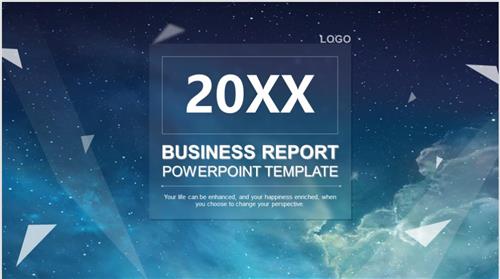 LOGO
20XX
BUSINESS REPORT
POWERPOINT TEMPLATE
Your life can be enhanced, and your happiness enriched, when
you choose to change your perspective.